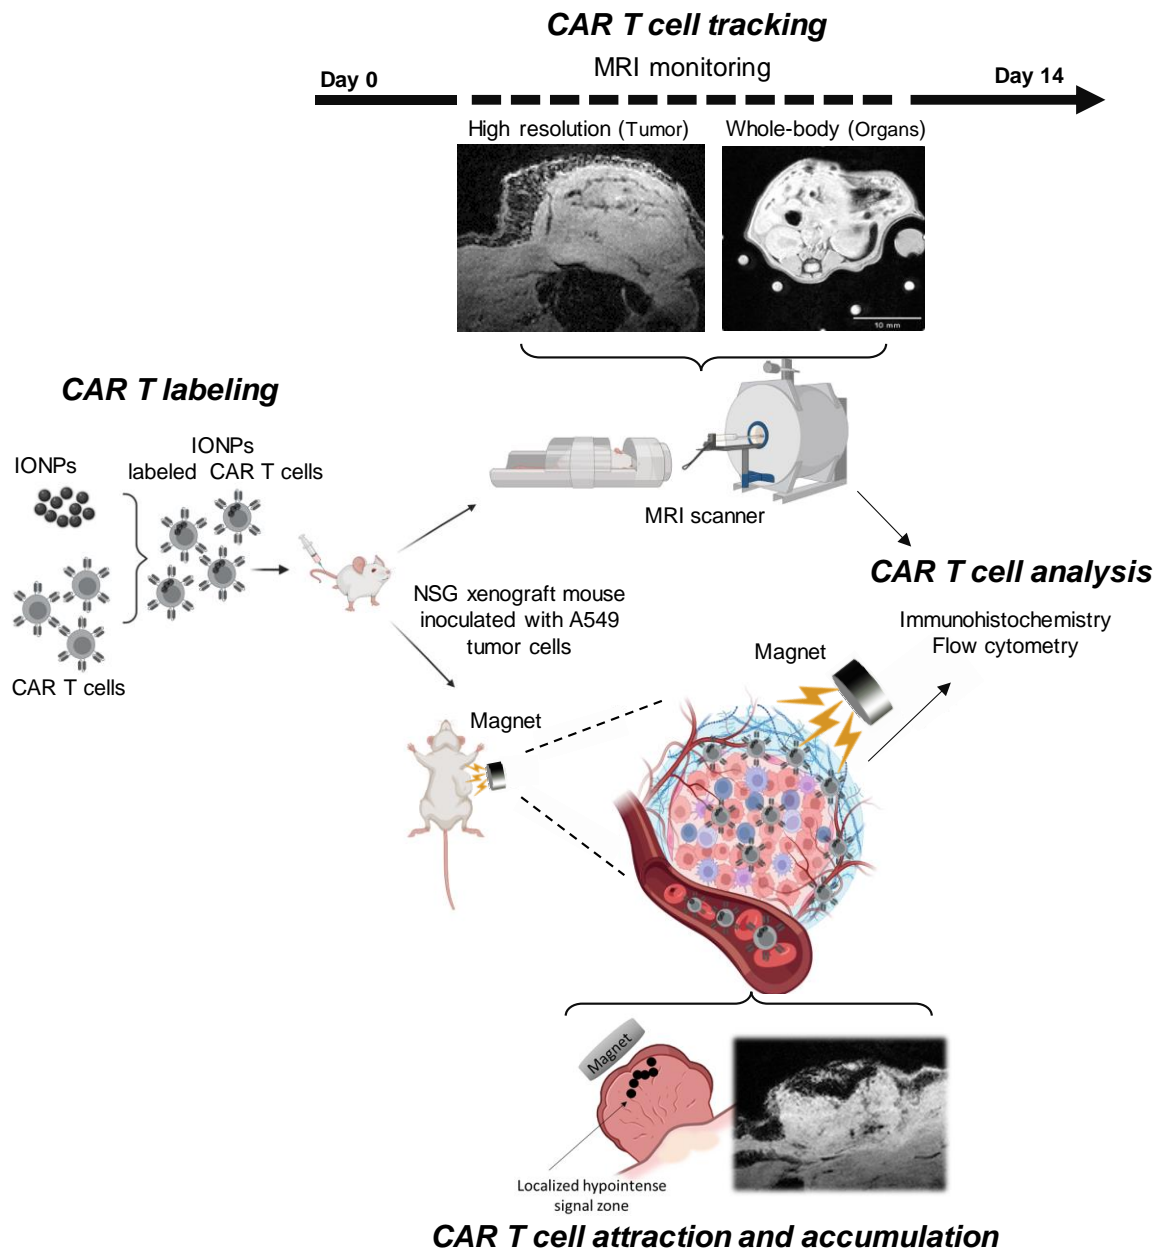 CAR T cell tracking
MRI monitoring
Day 0
Day 14
High resolution (Tumor)
Whole-body (Organs)
10 mm
CAR T labeling
IONPs
IONPs
labeled CAR T cells
CAR T cells
MRI scanner
NSG xenograft mouse
inoculated with A549
tumor cells
CAR T cell analysis
Immunohistochemistry
Flow cytometry
Magnet
Magnet
Magnet
Localized hypointense
signal zone
CAR T cell attraction and accumulation